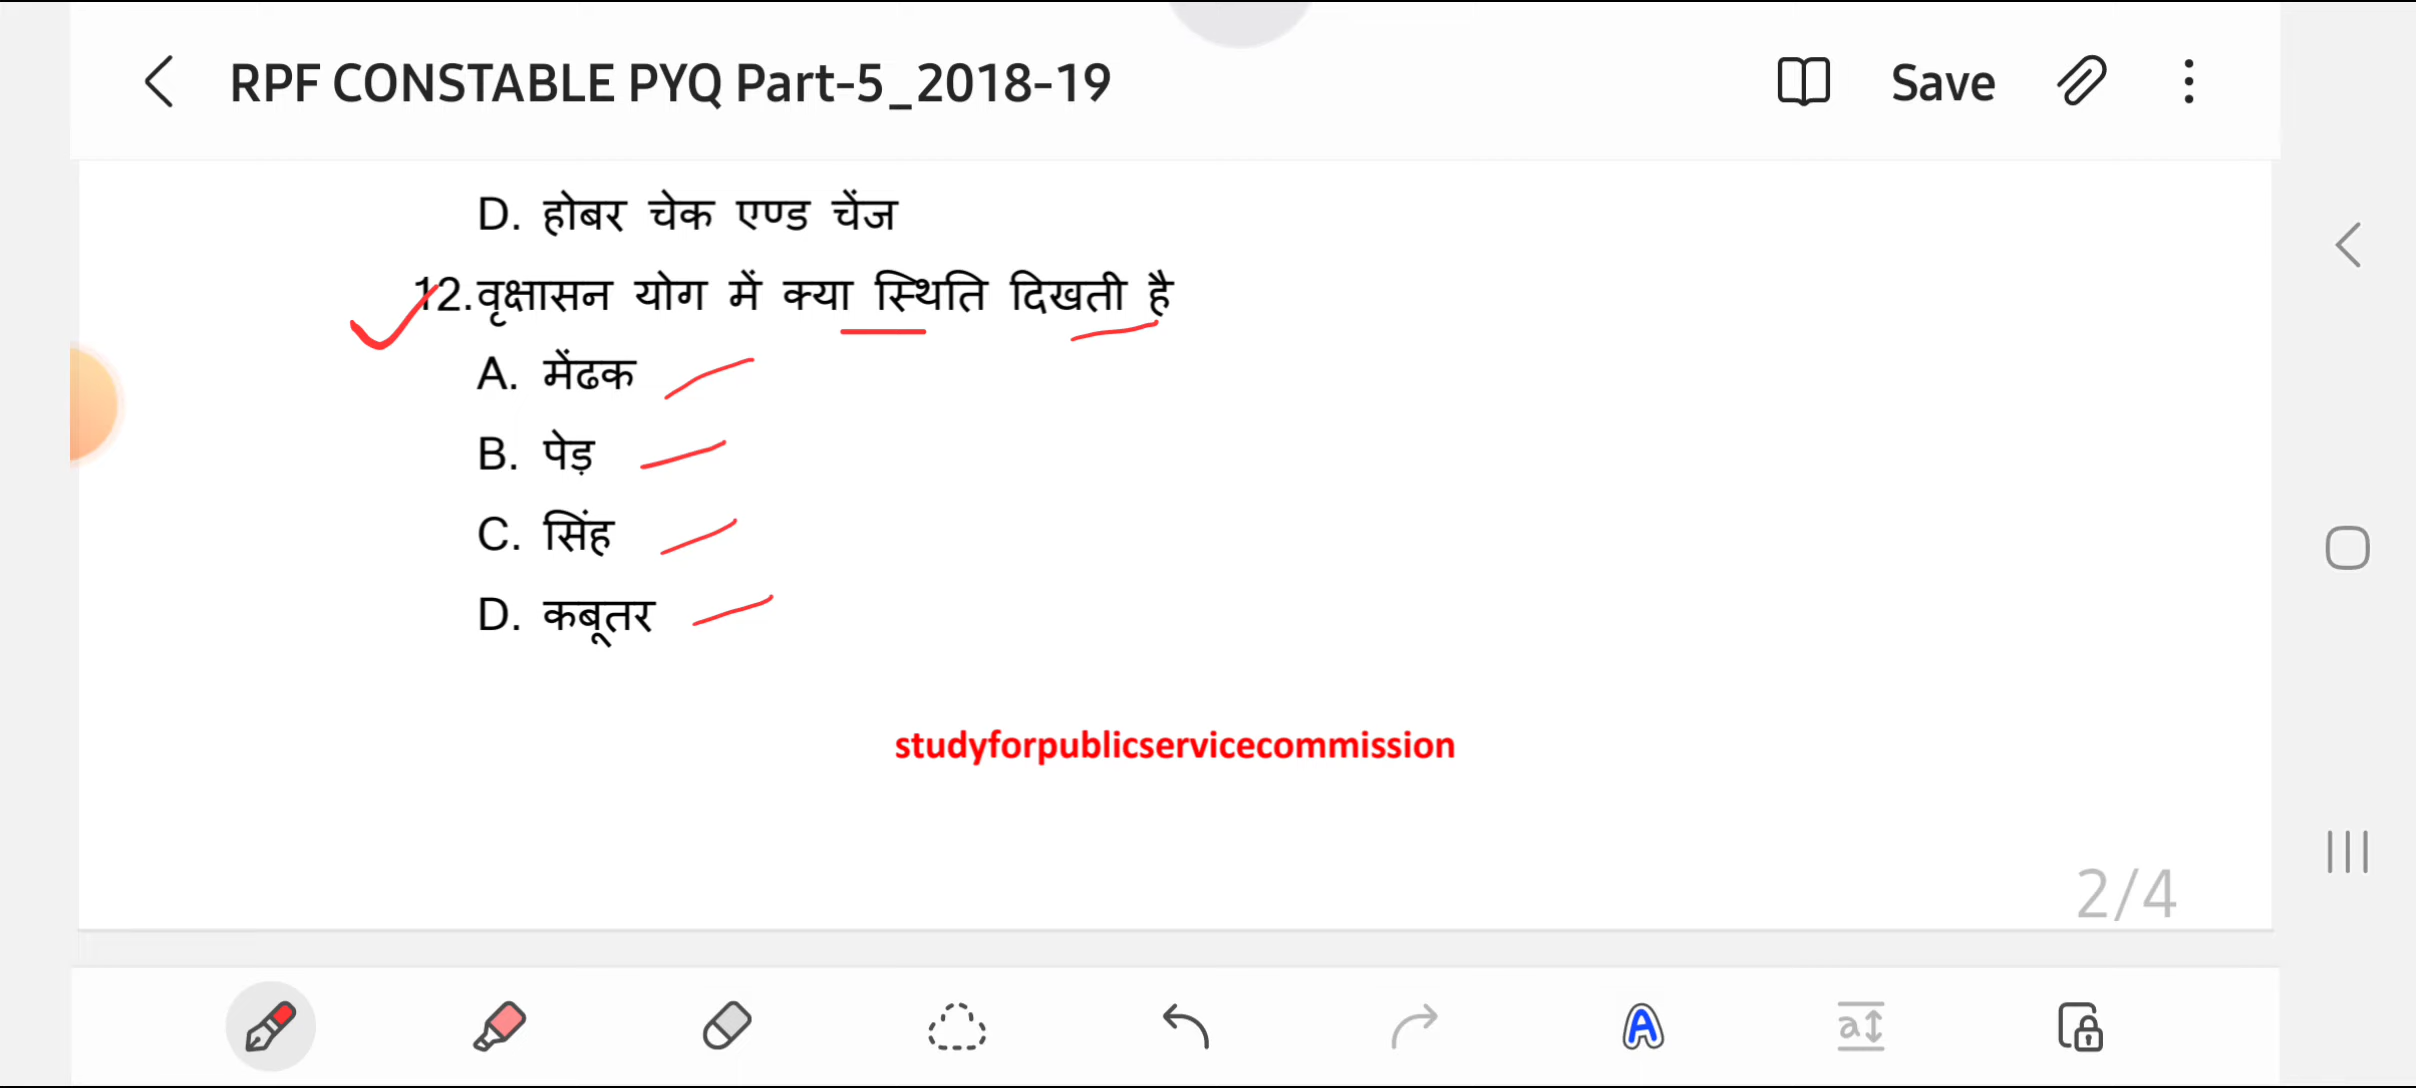 RPF CONSTABLE PYQ Part-5_2018-19
Save
D. होबर चेक एण्ड चेंज
12.वृक्षासन योग में क्या स्थिति दिखती है
A. मेंढक
B. पेड़
C. सिंह
D. कबूतर
studyforpublicservicecommission
2/4
A
a